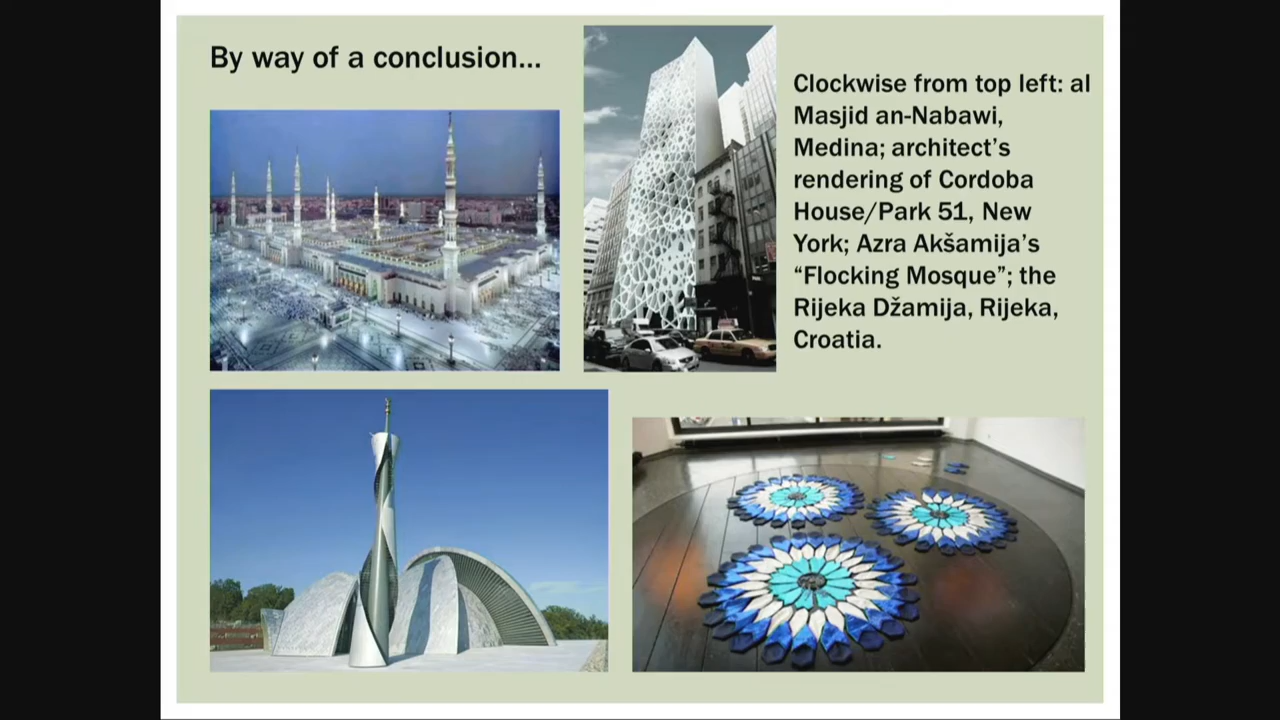 By way of a conclusion...
Clockwise from top left: al
Masjid an-Nabawi,
Medina; architect's
rendering of Cordoba
House/Park 51, New
York; Azra Akšamija's
“Flocking Mosque”; the
Rijeka Džamija, Rijeka,
Croatia.